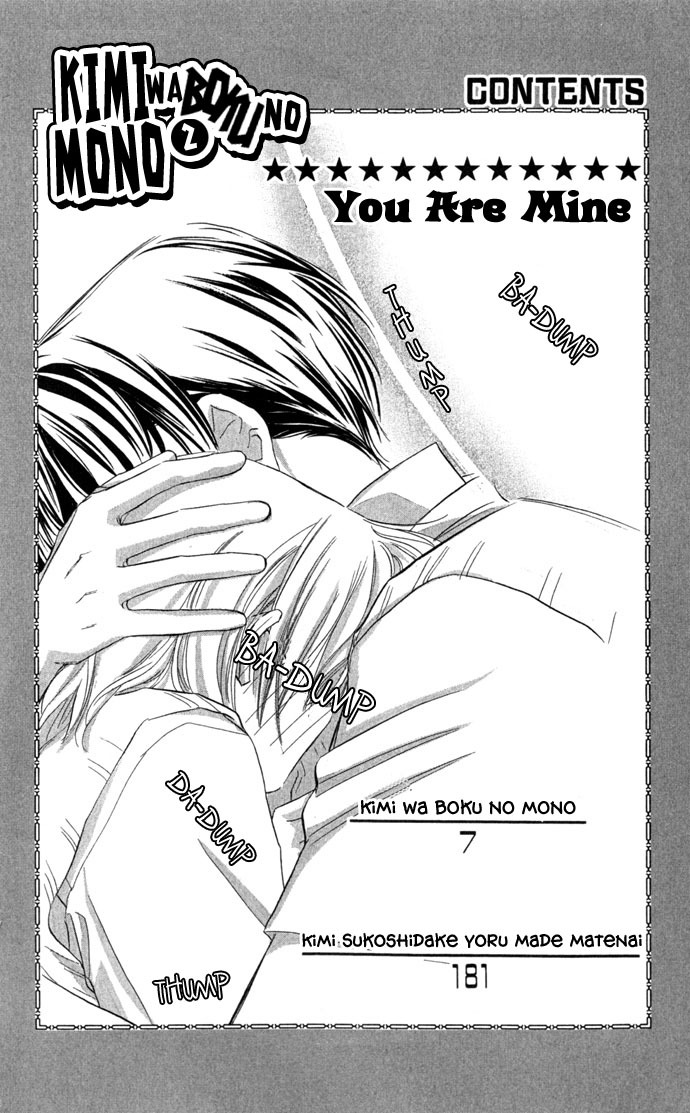 KIMI WA BOKU NO
MONO 2
CONTENTS
★★★★★★★★★★★★
You Are Mine
THUMP
BA-DUMP
BA-DUMP
DA-DUMP
KIMI WA BOKU NO MONO
7
KIMI SUKOSHIDAKE YORU MADE MATENAI
181
THUMP